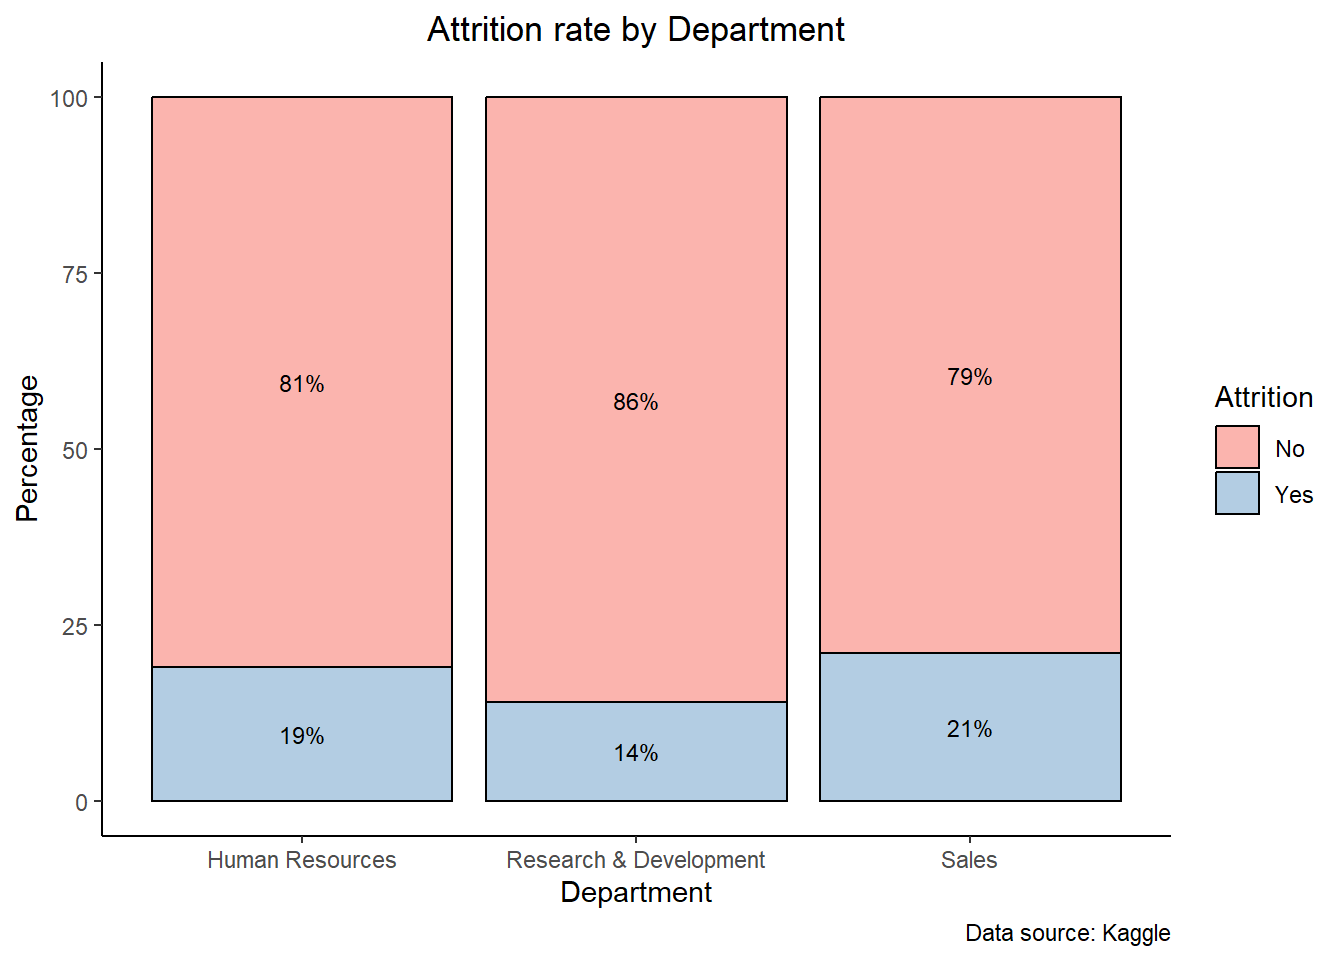 Attrition rate by Department
Percentage
100
75
50
25
0
81%
86%
79%
19%
14%
21%
Human Resources
Research & Development
Sales
Department
Attrition
No
Yes
Data source: Kaggle